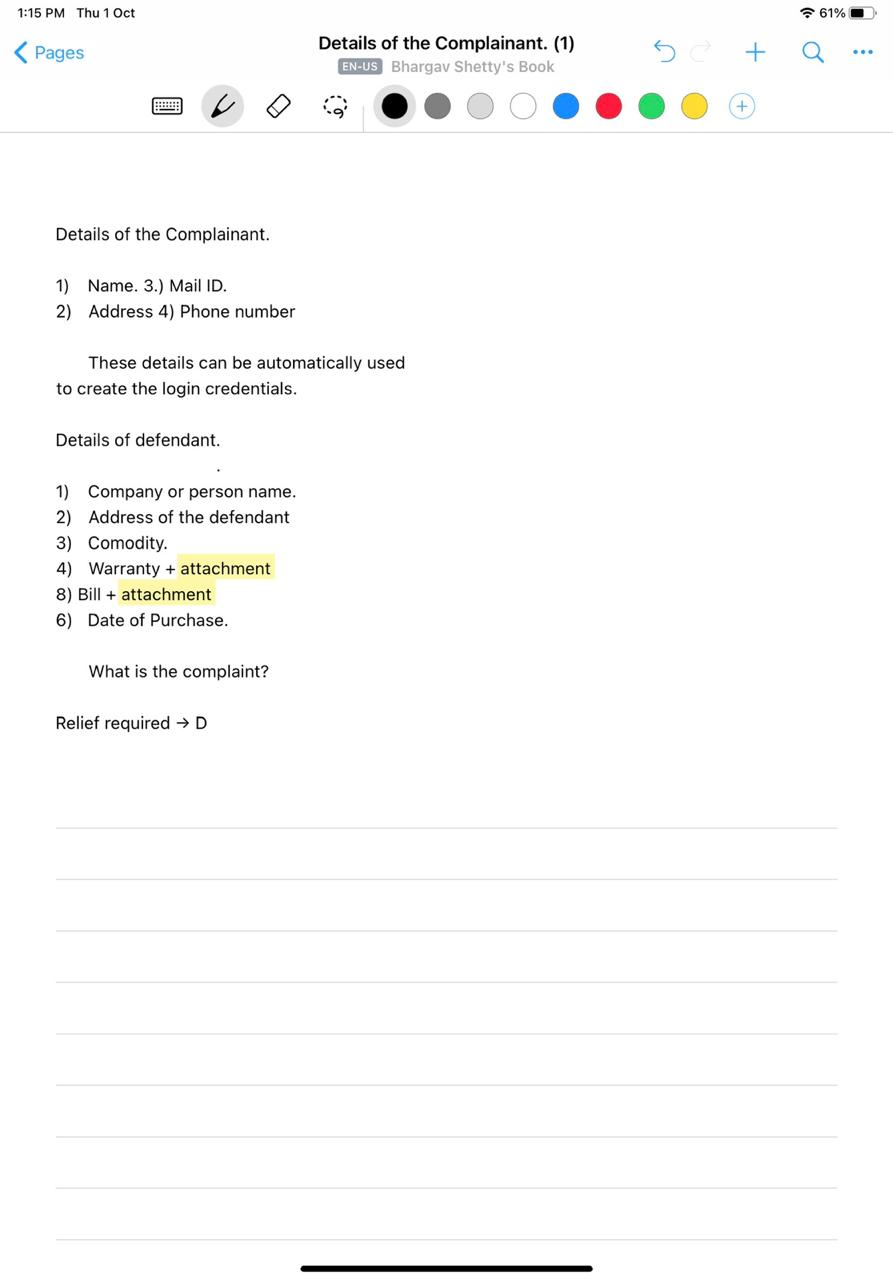 1:15 PM Thu 1 Oct 61%
Pages
Details of the Complainant. (1)
EN-US Bhargav Shetty's Book
Details of the Complainant.
1) Name. 3.) Mail ID.
2) Address 4) Phone number
These details can be automatically used
to create the login credentials.
Details of defendant.
.
1) Company or person name.
2) Address of the defendant
3) Comodity.
4) Warranty + attachment
8) Bill + attachment
6) Date of Purchase.
What is the complaint?
Relief required → D